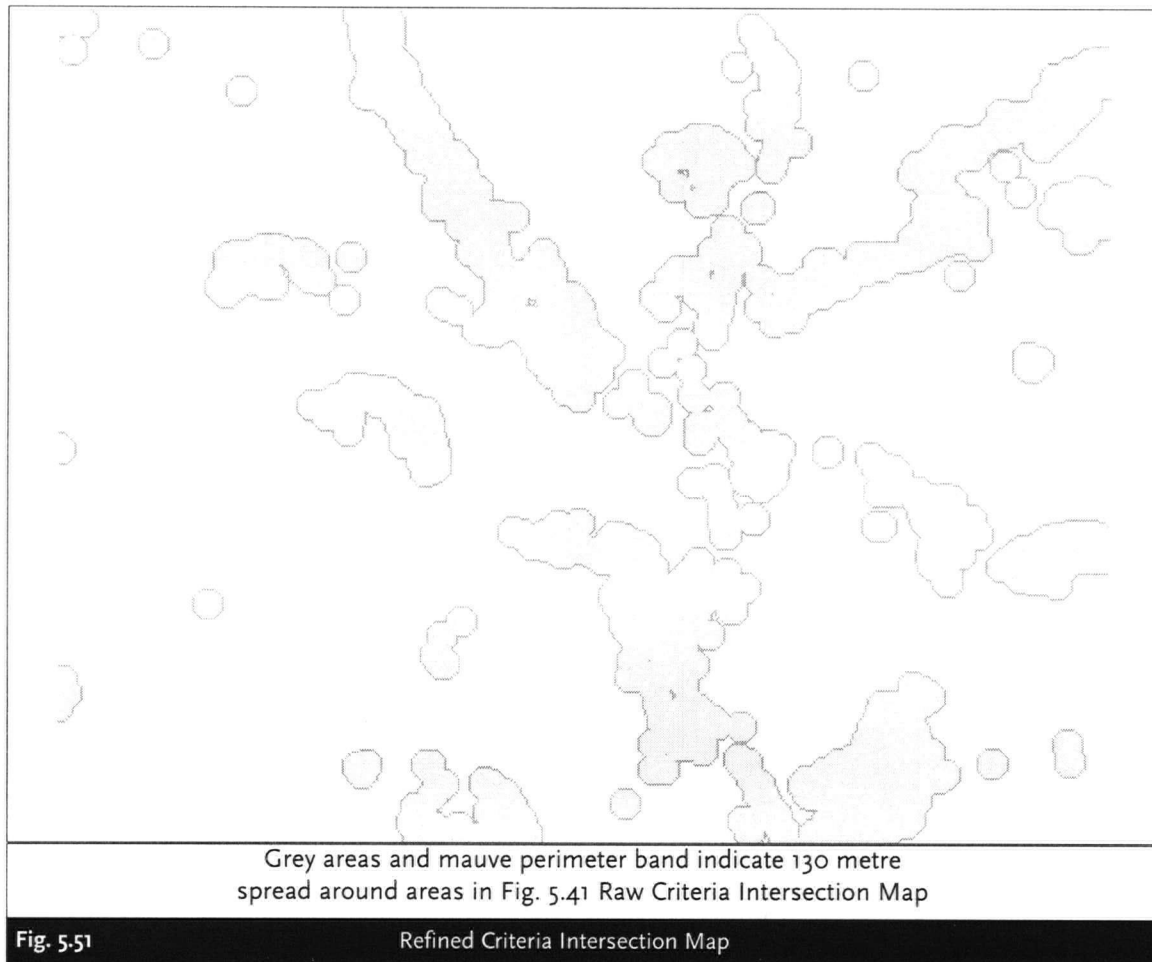 Grey areas and mauve perimeter band indicate 130 metre
spread around areas in Fig. 5.41 Raw Criteria Intersection Map
Fig. 5.51 Refined Criteria Intersection Map